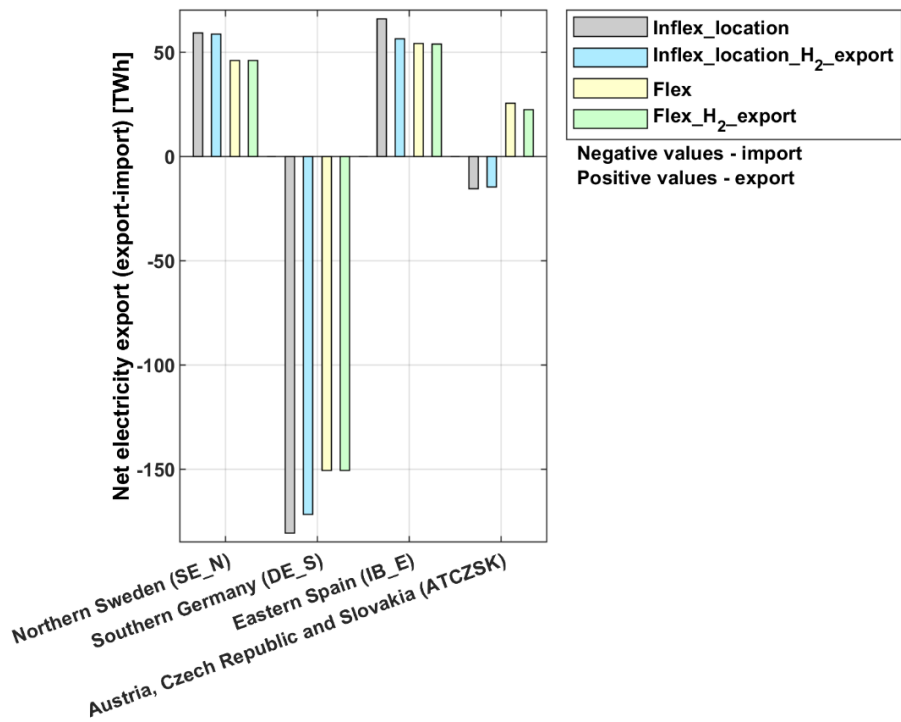 Net electricity export (export-import) [TWh]
50
0
-50
-100
-150
Northern Sweden (SE_N)
Southern Germany (DE_S)
Eastern Spain (IB_E)
Austria, Czech Republic and Slovakia (ATCZSK)
Inflex_location
Inflex_location_H2_export
Flex
Flex_H2_export
Negative values - import
Positive values - export